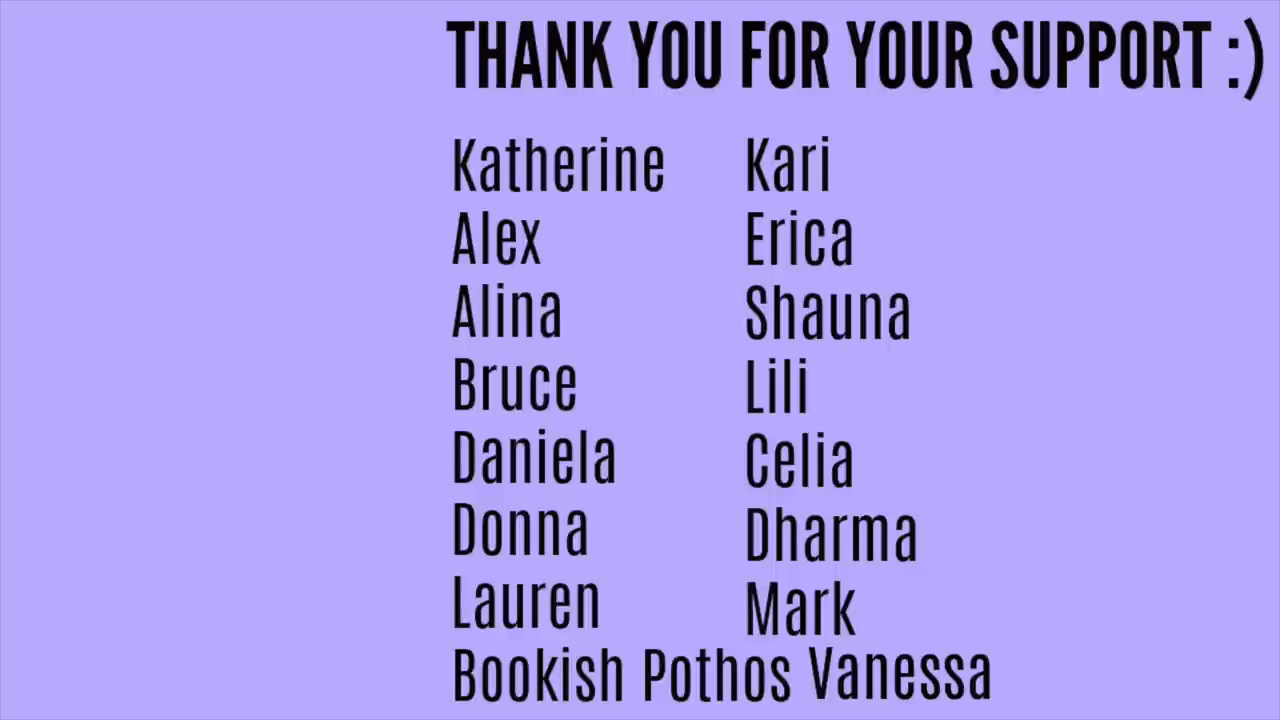 THANK YOU FOR YOUR SUPPORT :)
Katherine
Alex
Alina
Bruce
Daniela
Donna
Lauren
Bookish Pothos
Kari
Erica
Shauna
Lili
Celia
Dharma
Mark
Vanessa